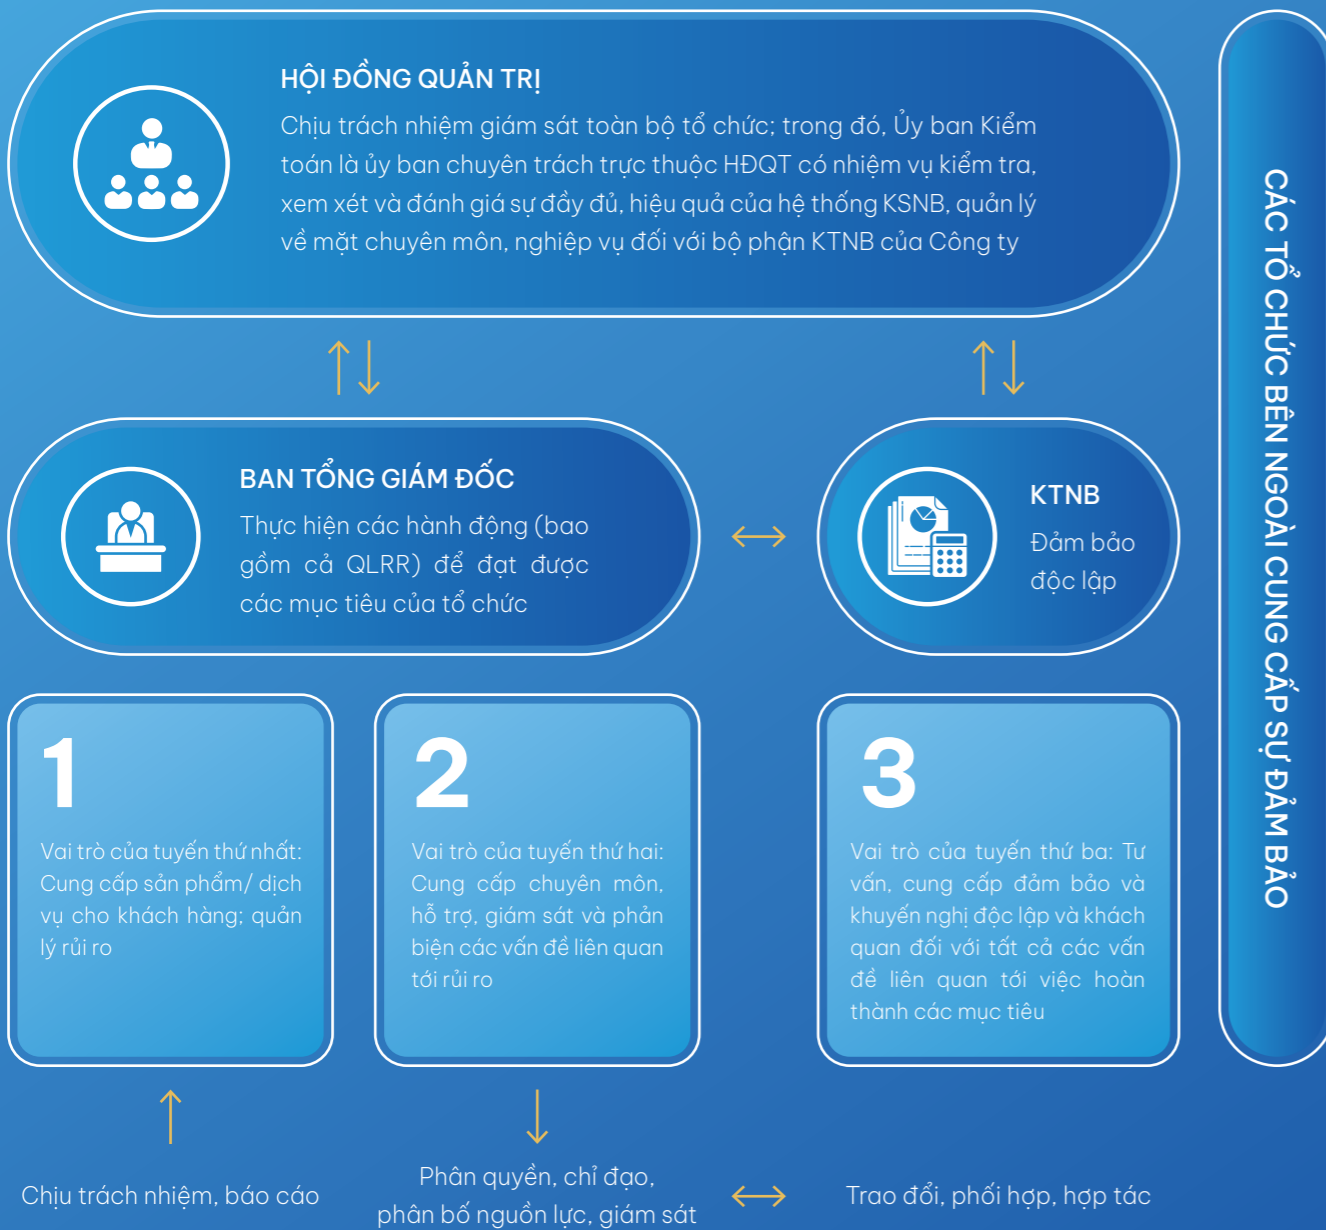 HỘI ĐỒNG QUẢN TRỊ
Chịu trách nhiệm giám sát toàn bộ tổ chức; trong đó, Ủy ban Kiểm
toán là ủy ban chuyên trách trực thuộc HĐQT có nhiệm vụ kiểm tra,
xem xét và đánh giá sự đầy đủ, hiệu quả của hệ thống KSNB, quản lý
về mặt chuyên môn, nghiệp vụ đối với bộ phận KTNB của Công ty
BAN TỔNG GIÁM ĐỐC
Thực hiện các hành động (bao
gồm cả QLRR) để đạt được
các mục tiêu của tổ chức
KTNB
Đảm bảo
độc lập
1
Vai trò của tuyến thứ nhất:
Cung cấp sản phẩm/ dịch
vụ cho khách hàng; quản
lý rủi ro
2
Vai trò của tuyến thứ hai:
Cung cấp chuyên môn,
hỗ trợ, giám sát và phản
biện các vấn đề liên quan
tới rủi ro
3
Vai trò của tuyến thứ ba: Tư
vấn, cung cấp đảm bảo và
khuyến nghị độc lập và khách
quan đối với tất cả các vấn
đề liên quan tới việc hoàn
thành các mục tiêu
Chịu trách nhiệm, báo cáo
Phân quyền, chỉ đạo,
phân bổ nguồn lực, giám sát
Trao đổi, phối hợp, hợp tác
CÁC TỔ CHỨC BÊN NGOÀI CUNG CẤP SỰ ĐẢM BẢO